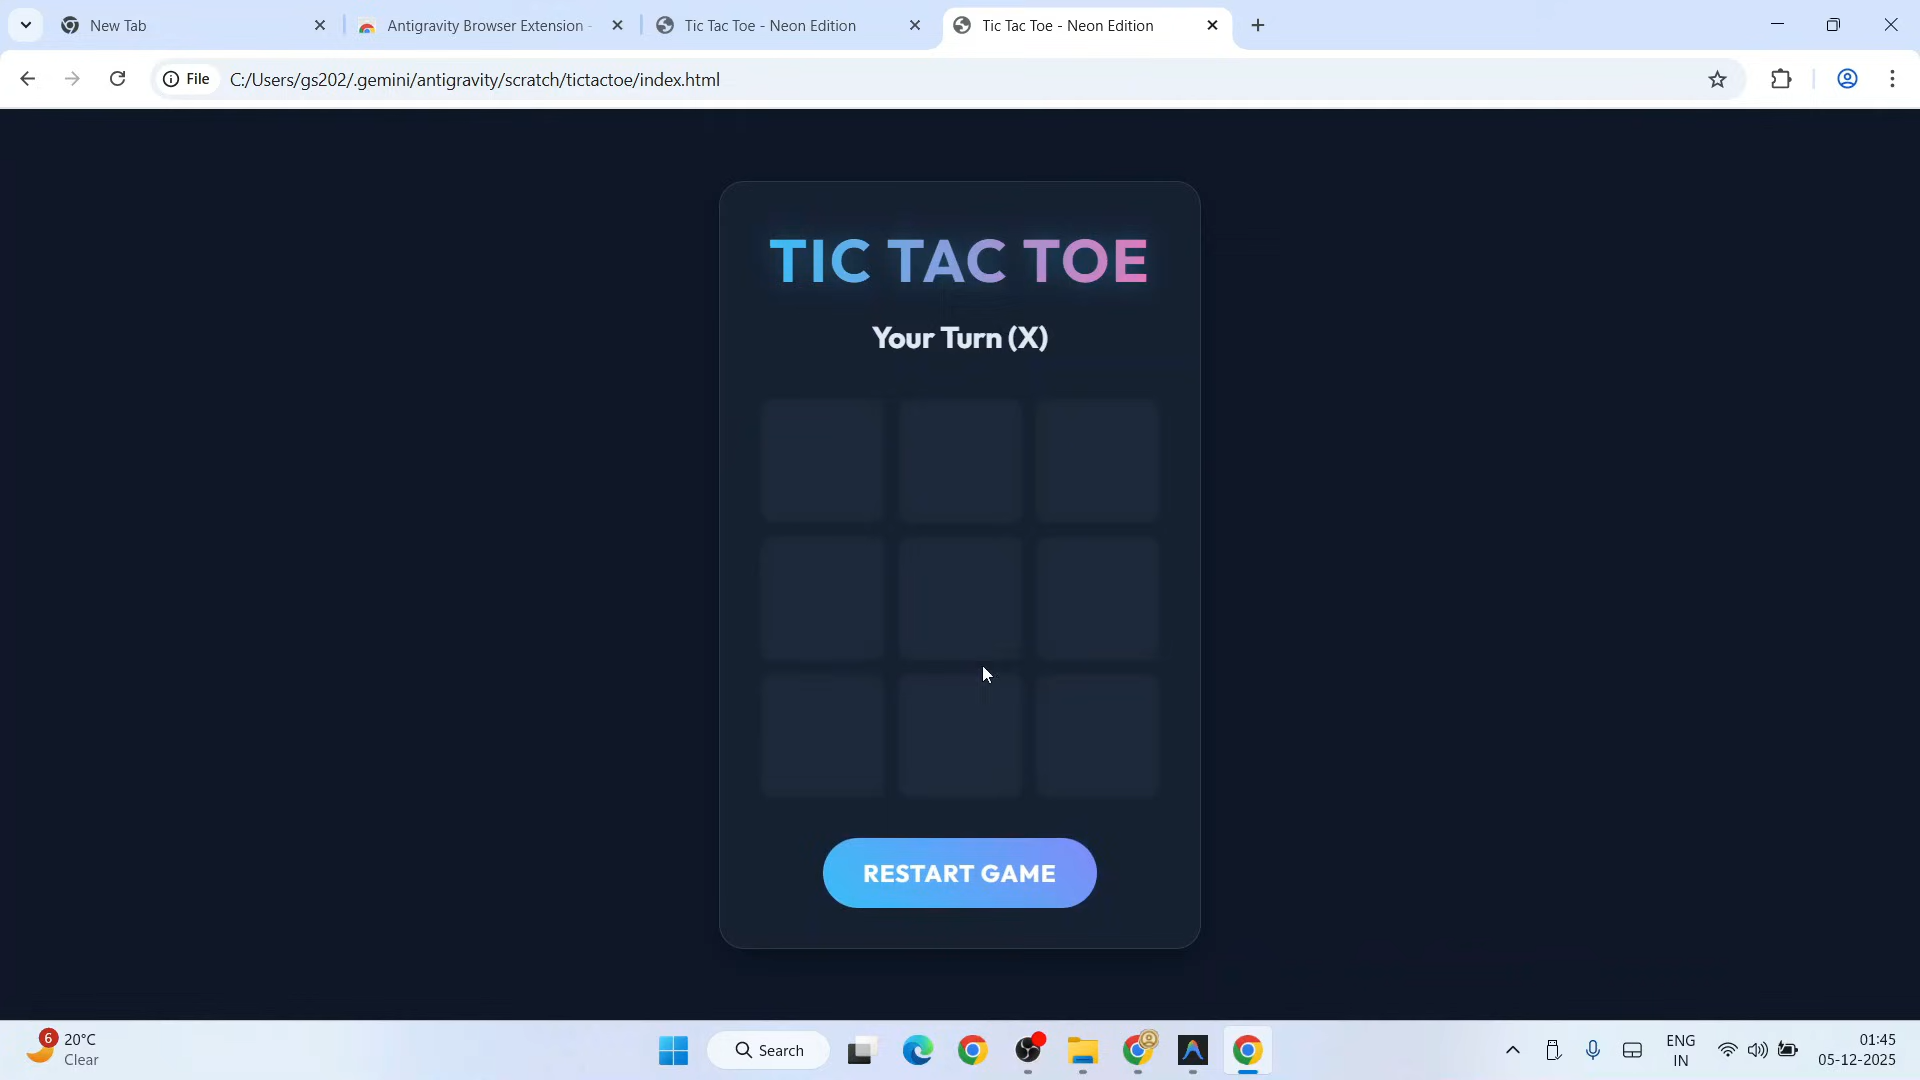 New Tab
Antigravity Browser Extension -
Tic Tac Toe - Neon Edition
Tic Tac Toe - Neon Edition
File
C:/Users/gs202/.gemini/antigravity/scratch/tictactoe/index.html
TIC TAC TOE
Your Turn (X)
RESTART GAME
6
20°C
Clear
Search
ENG
IN
01:45
05-12-2025